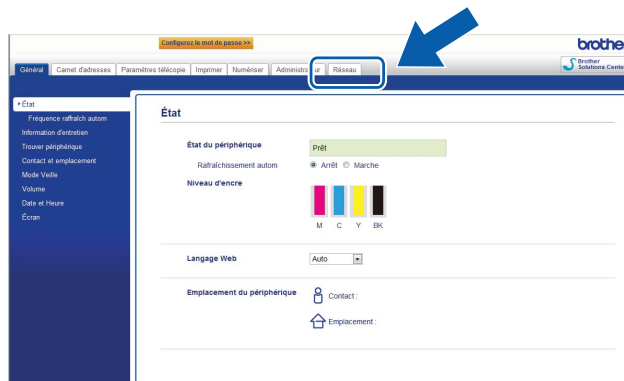 Configurez le mot de passe >>
brother
Général Carnet d'adresses Paramètres télécopie Imprimer Numériser Administrateur Réseau
Brother Solutions Center
État
Fréquence rafraîch autom
Information d'entretien
Trouver périphérique
Contact et emplacement
Mode Veille
Volume
Date et Heure
Écran
État
État du périphérique Prêt
Rafraîchissement autom Arrêt Marche
Niveau d'encre
M C Y BK
Langage Web Auto
Emplacement du périphérique Contact :
Emplacement :